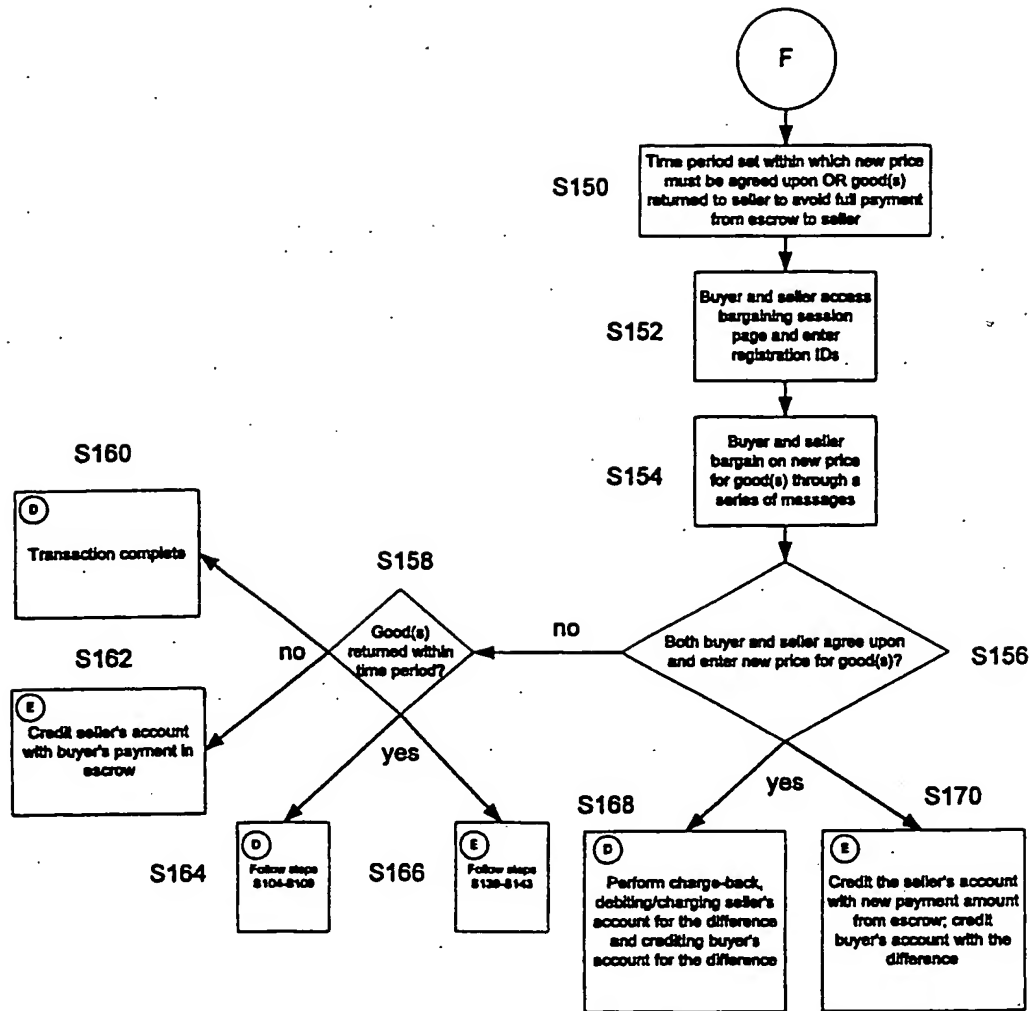 F
S150
Time period set within which new price
must be agreed upon OR good(s)
returned to seller to avoid full payment
from escrow to seller
S152
Buyer and seller access
bargaining session
page and enter
registration IDs
S154
Buyer and seller
bargain on new price
for good(s) through a
series of messages
S156
Both buyer and seller agree upon
and enter new price for good(s)?
no
S158
Good(s)
returned within
time period?
no
S160
D
Transaction complete
S162
E
Credit seller's account
with buyer's payment in
escrow
yes
S164
D
Follow steps
S104-S109
S166
E
Follow steps
S139-S143
yes
S168
D
Perform charge-back,
debiting/charging seller's
account for the difference
and crediting buyer's
account for the difference
S170
E
Credit the seller's account
with new payment amount
from escrow; credit
buyer's account with the
difference